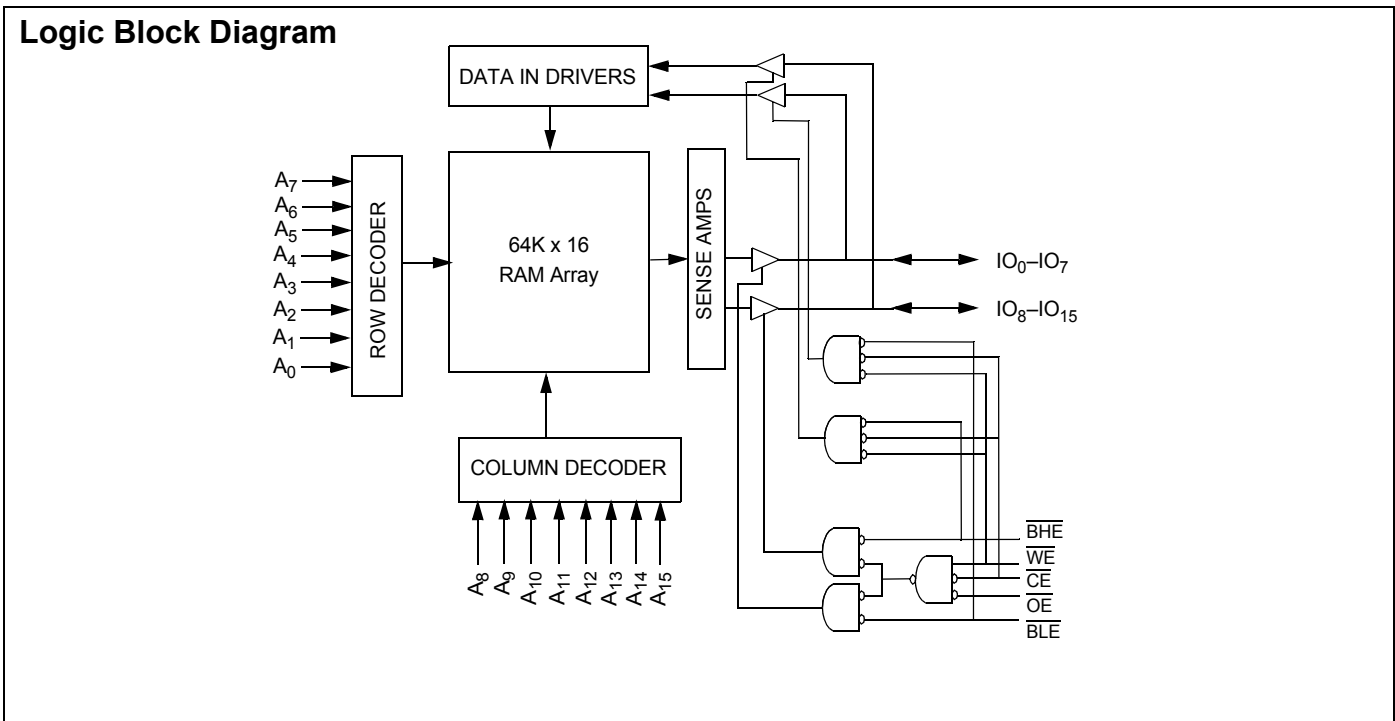 Logic Block Diagram
DATA IN DRIVERS
A7
A6
A5
A4
A3
A2
A1
A0
ROW DECODER
64K x 16
RAM Array
SENSE AMPS
IO0–IO7
IO8–IO15
COLUMN DECODER
A8
A9
A10
A11
A12
A13
A14
A15
BHE
WE
CE
OE
BLE